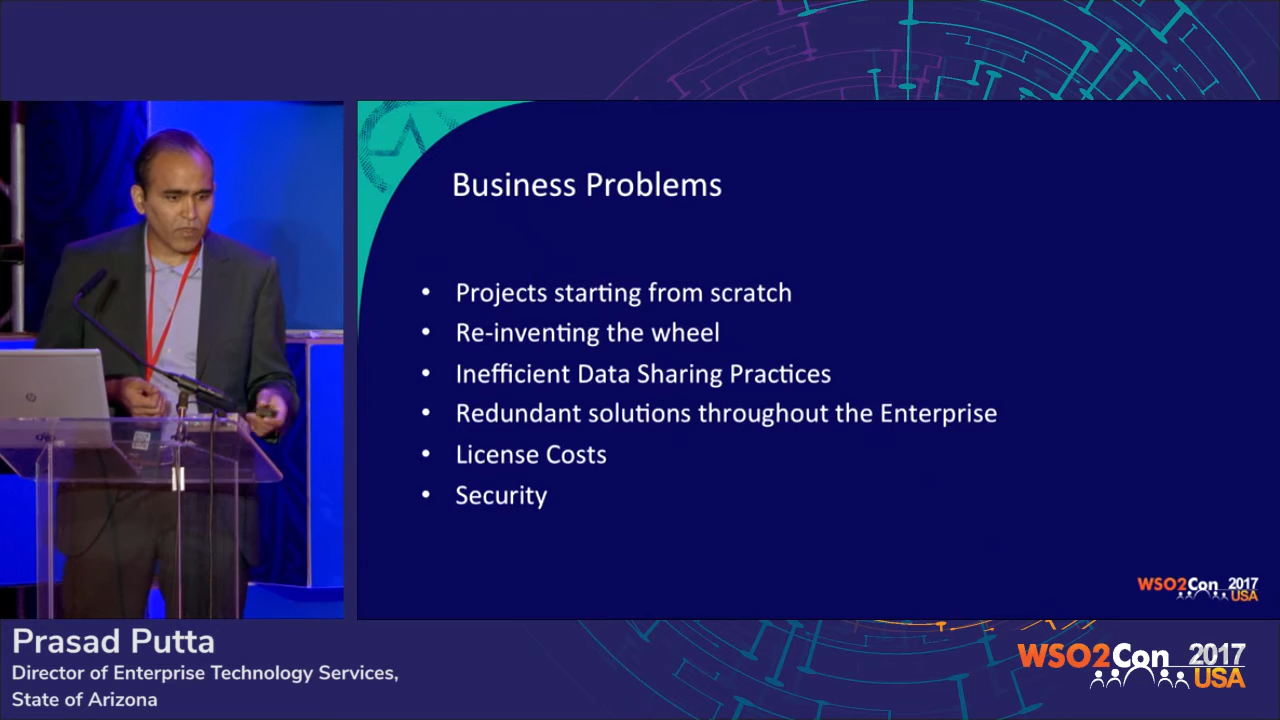 Business Problems
• Projects starting from scratch
• Re-inventing the wheel
• Inefficient Data Sharing Practices
• Redundant solutions throughout the Enterprise
• License Costs
• Security
WSO2Con 2017
USA
Prasad Putta
Director of Enterprise Technology Services,
State of Arizona
WSO2Con 2017
USA